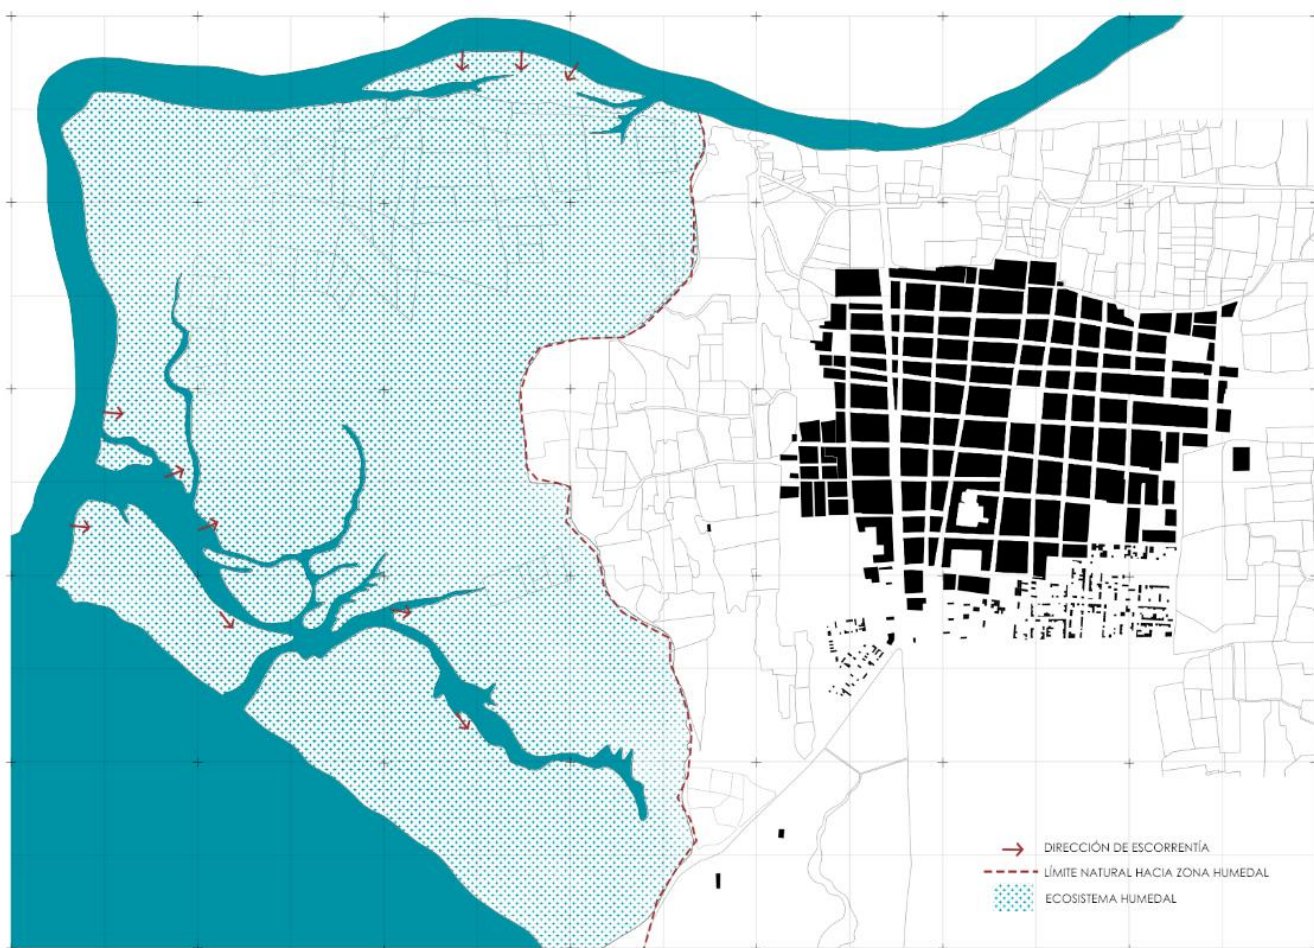 DIRECCIÓN DE ESCORRENTÍA
LÍMITE NATURAL HACIA ZONA HUMEDAL
ECOSISTEMA HUMEDAL